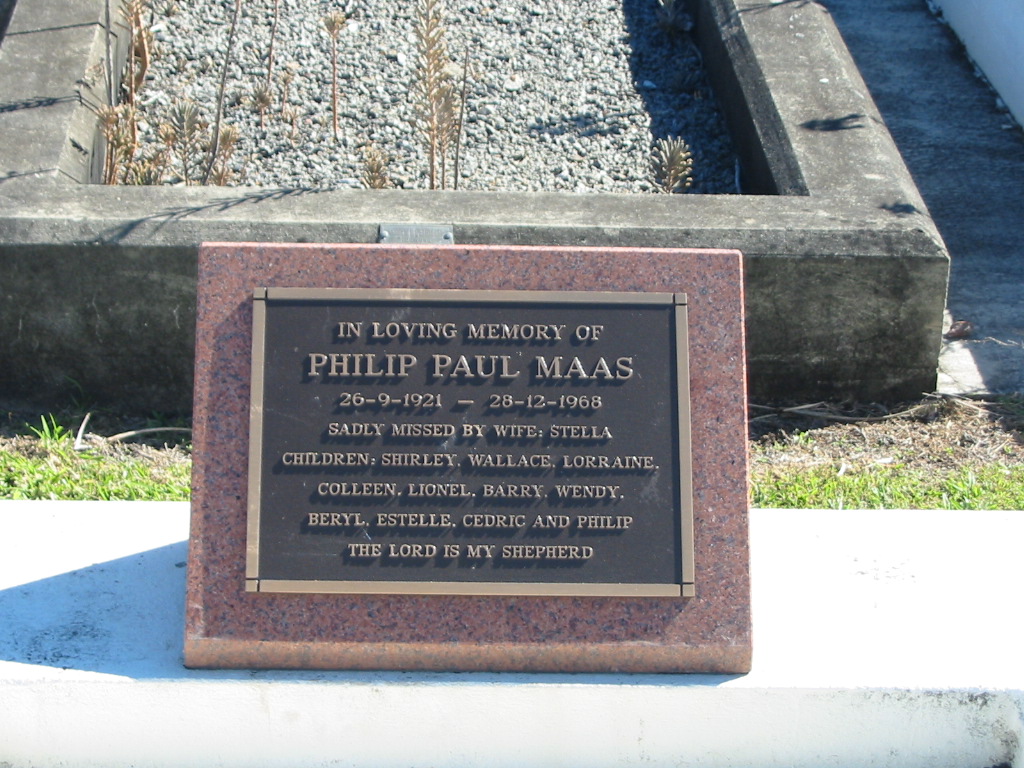 IN LOVING MEMORY OF
PHILIP PAUL MAAS
26-9-1921 — 28-12-1968
SADLY MISSED BY WIFE: STELLA
CHILDREN: SHIRLEY, WALLACE, LORRAINE,
COLLEEN, LIONEL, BARRY, WENDY,
BERYL, ESTELLE, CEDRIC AND PHILIP
THE LORD IS MY SHEPHERD